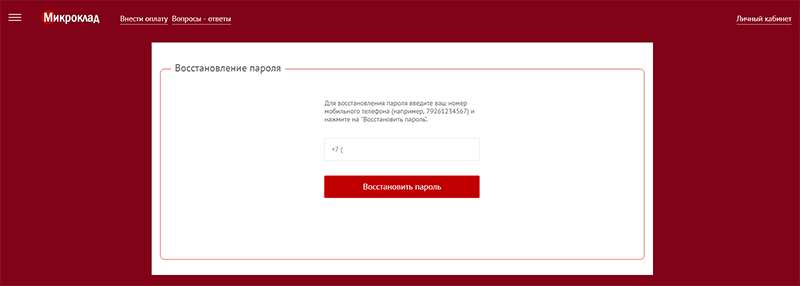 Микроклад Внести оплату Вопросы - ответы Личный кабинет
Восстановление пароля
Для восстановления пароля введите ваш номер
мобильного телефона (например, 79261234567) и
нажмите на "Восстановить пароль".
+7 (
Восстановить пароль